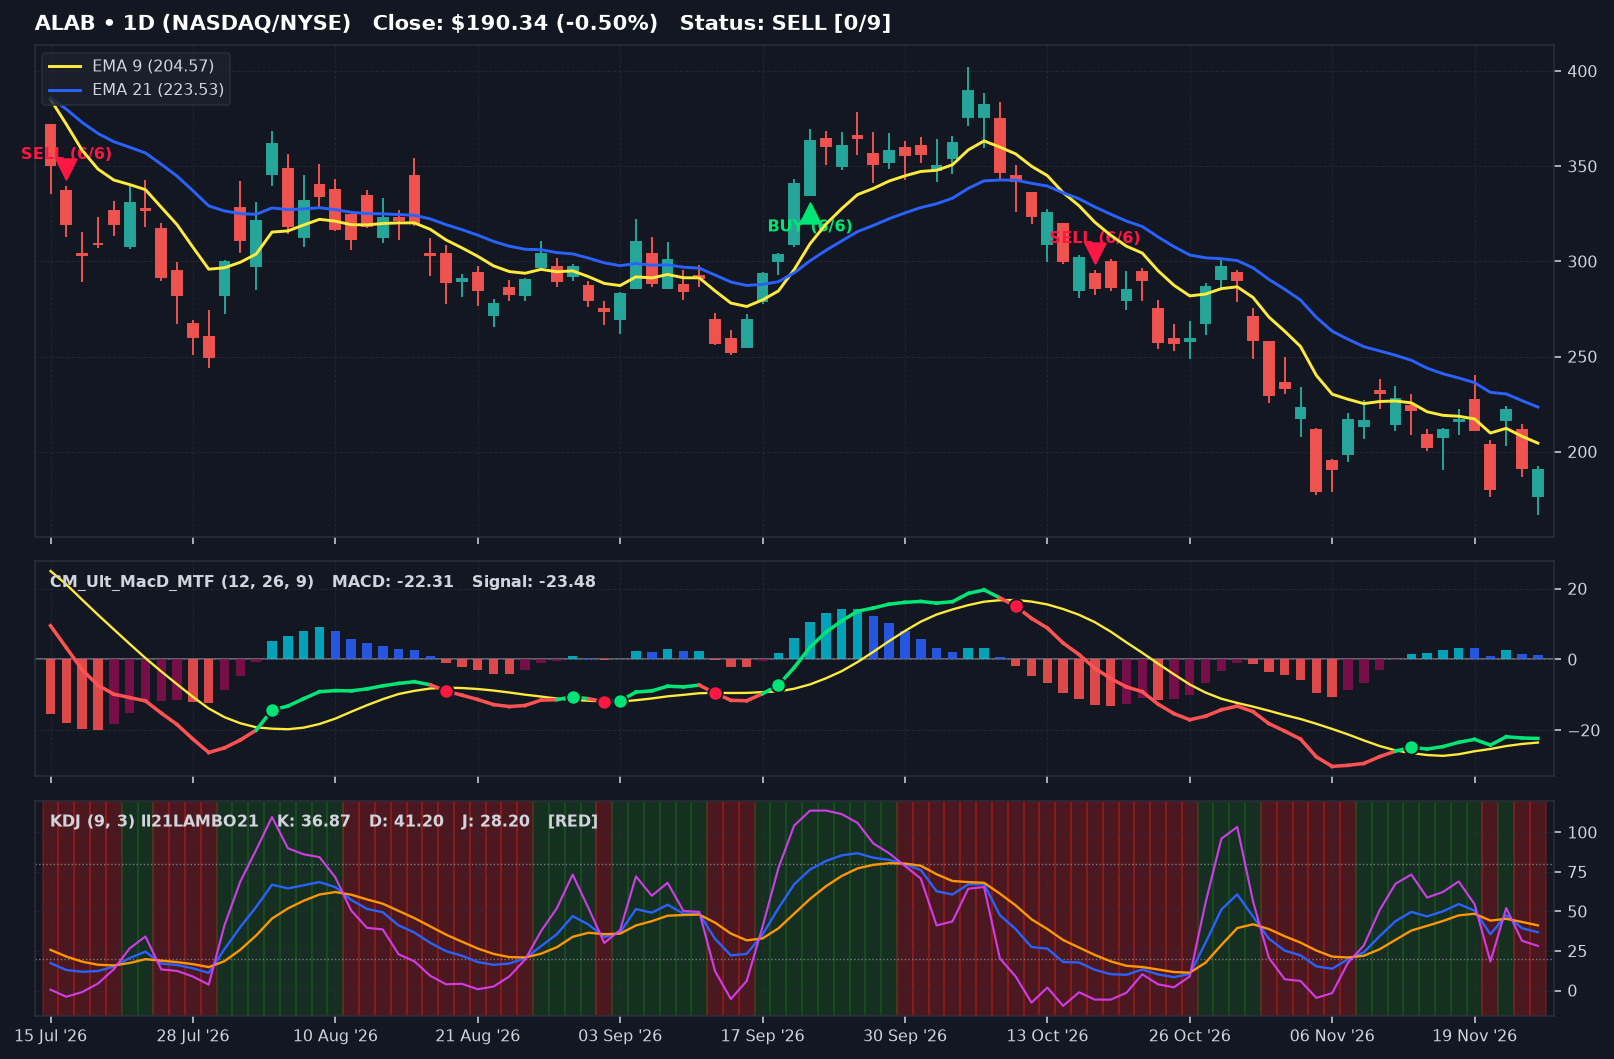 ALAB • 1D (NASDAQ/NYSE)   Close: $190.34 (-0.50%)   Status: SELL [0/9]
EMA 9 (204.57)
EMA 21 (223.53)
SELL (6/6)
BUY (6/6)
SELL (6/6)
400
350
300
250
200
CM_Ult_MacD_MTF (12, 26, 9)   MACD: -22.31   Signal: -23.48
20
0
−20
KDJ (9, 3) II21LAMBO21   K: 36.87   D: 41.20   J: 28.20   [RED]
100
75
50
25
0
15 Jul '26
28 Jul '26
10 Aug '26
21 Aug '26
03 Sep '26
17 Sep '26
30 Sep '26
13 Oct '26
26 Oct '26
06 Nov '26
19 Nov '26